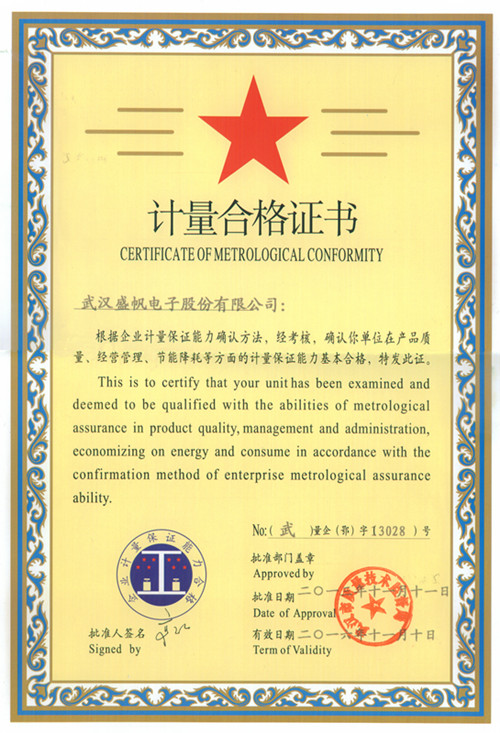 计量合格证书
CERTIFICATE OF METROLOGICAL CONFORMITY
武汉盛帆电子股份有限公司：
根据企业计量保证能力确认方法，经考核，确认你单位在产品质
量、经营管理、节能降耗等方面的计量保证能力基本合格，特发此证。
This is to certify that your unit has been examined and
deemed to be qualified with the abilities of metrological
assurance in product quality, management and administration,
economizing on energy and consume in accordance with the
confirmation method of enterprise metrological assurance
ability.
No:(武)量企(鄂)字13028)号
企业计量保证能力合格
批准部门盖章
Approved by
批准日期 二〇一三年十一月十一日
Date of Approval
有效日期 二〇一六年十一月十日
Term of Validity
批准人签名
Signed by